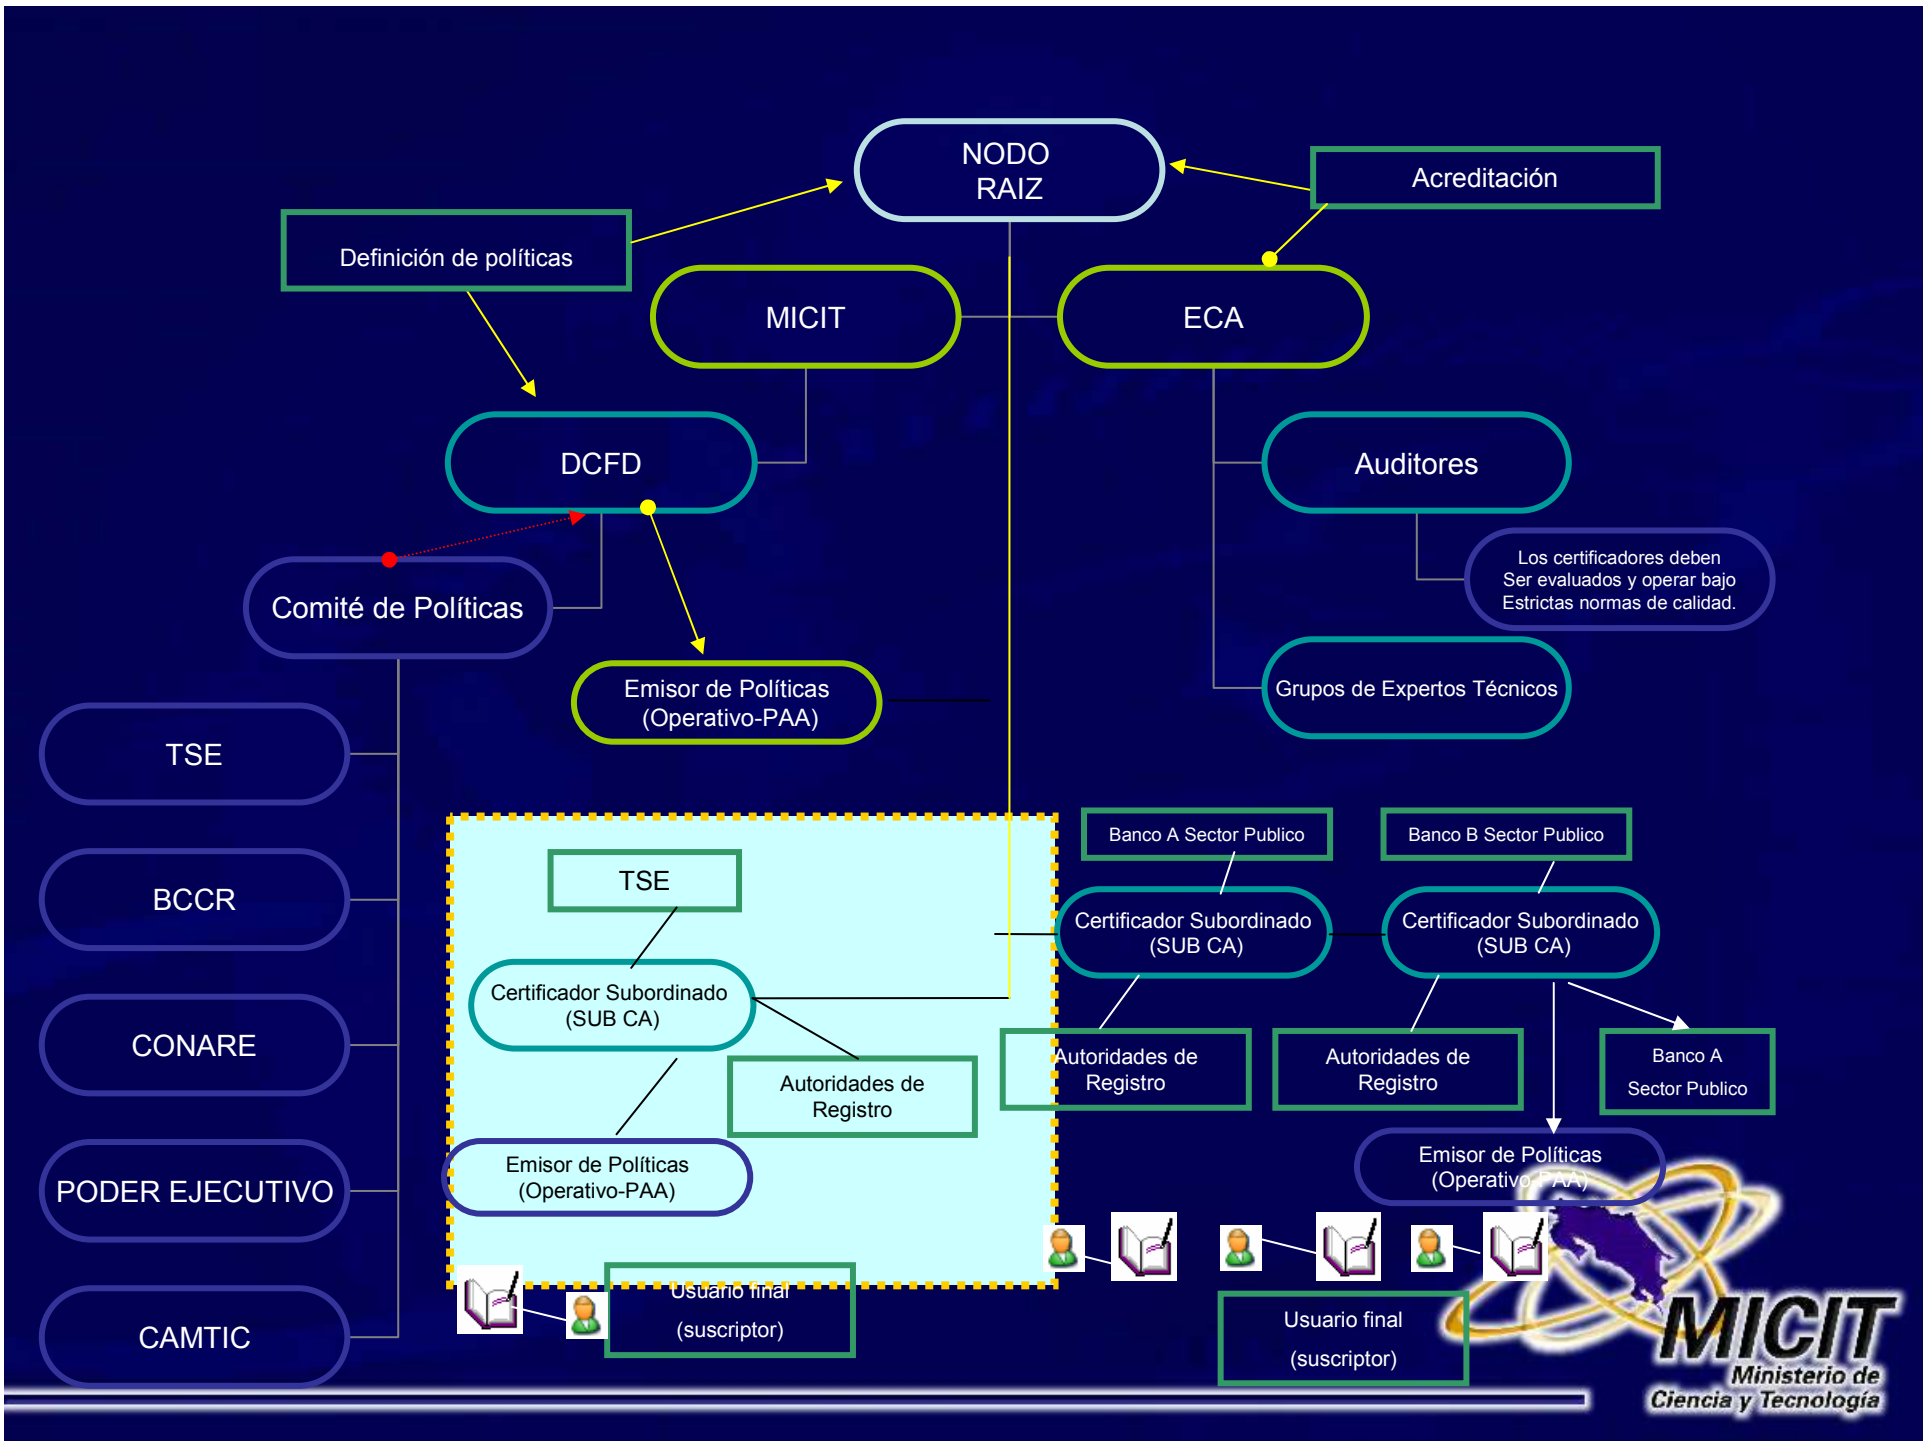 NODO
RAIZ
Acreditación
Definición de políticas
MICIT
ECA
DCFD
Auditores
Los certificadores deben
Ser evaluados y operar bajo
Estrictas normas de calidad.
Comité de Políticas
Emisor de Políticas
(Operativo-PAA)
Grupos de Expertos Técnicos
TSE
BCCR
CONARE
PODER EJECUTIVO
CAMTIC
TSE
Certificador Subordinado
(SUB CA)
Autoridades de
Registro
Emisor de Políticas
(Operativo-PAA)
Usuario final
(suscriptor)
Banco A Sector Publico
Banco B Sector Publico
Certificador Subordinado
(SUB CA)
Certificador Subordinado
(SUB CA)
Autoridades de
Registro
Autoridades de
Registro
Banco A
Sector Publico
Emisor de Políticas
(Operativo-PAA)
Usuario final
(suscriptor)
MICIT
Ministerio de
Ciencia y Tecnología